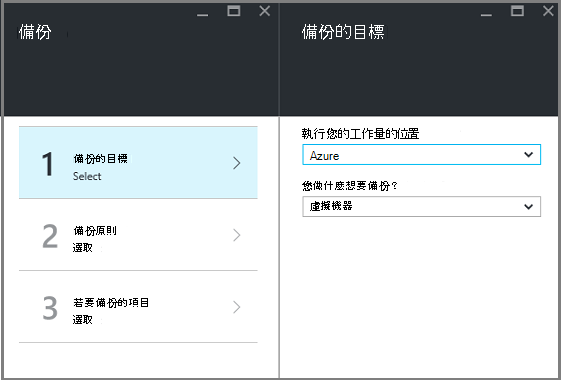 備份
1
備份的目標
Select
2
備份原則
選取
3
若要備份的項目
選取
備份的目標
執行您的工作量的位置
Azure
您做什麼想要備份？
虛擬機器